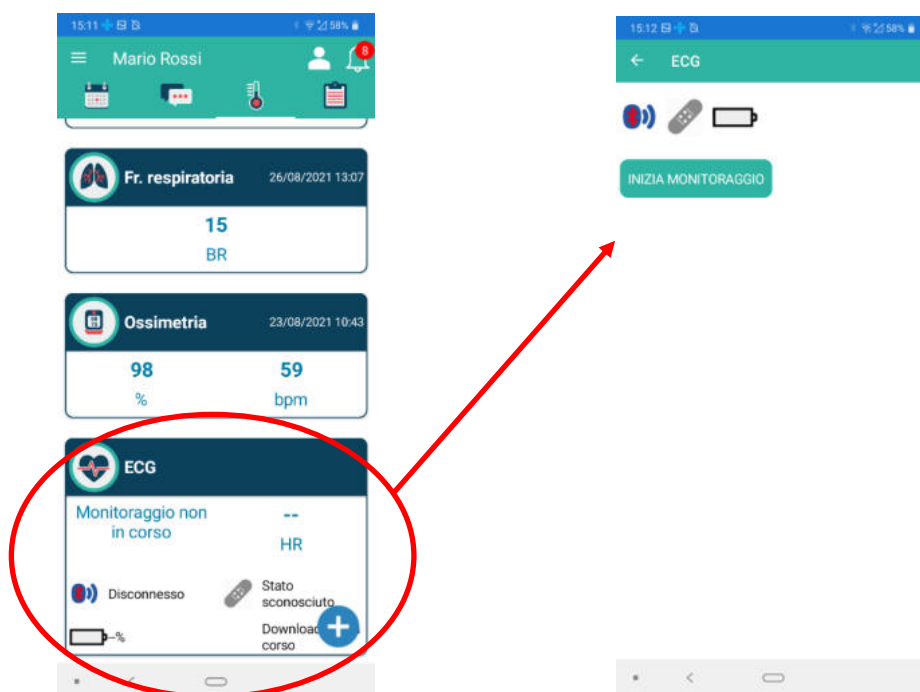 15:11
58%
Mario Rossi
8
Fr. respiratoria 26/08/2021 13:07
15
BR
Ossimetria 23/08/2021 10:43
98 59
% bpm
ECG
Monitoraggio non
in corso
--
HR
Disconnesso
Stato
sconosciuto
--%
Download
corso
15:12
58%
ECG
INIZIA MONITORAGGIO